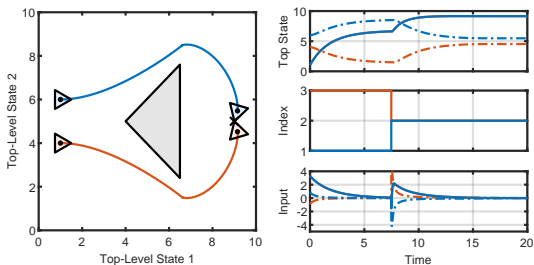 10
8
6
4
2
0
Top-Level State 2
0 2 4 6 8 10
Top-Level State 1
10
5
0
Top State
3
2
1
Index
4
2
0
-2
-4
Input
0 5 10 15 20
Time